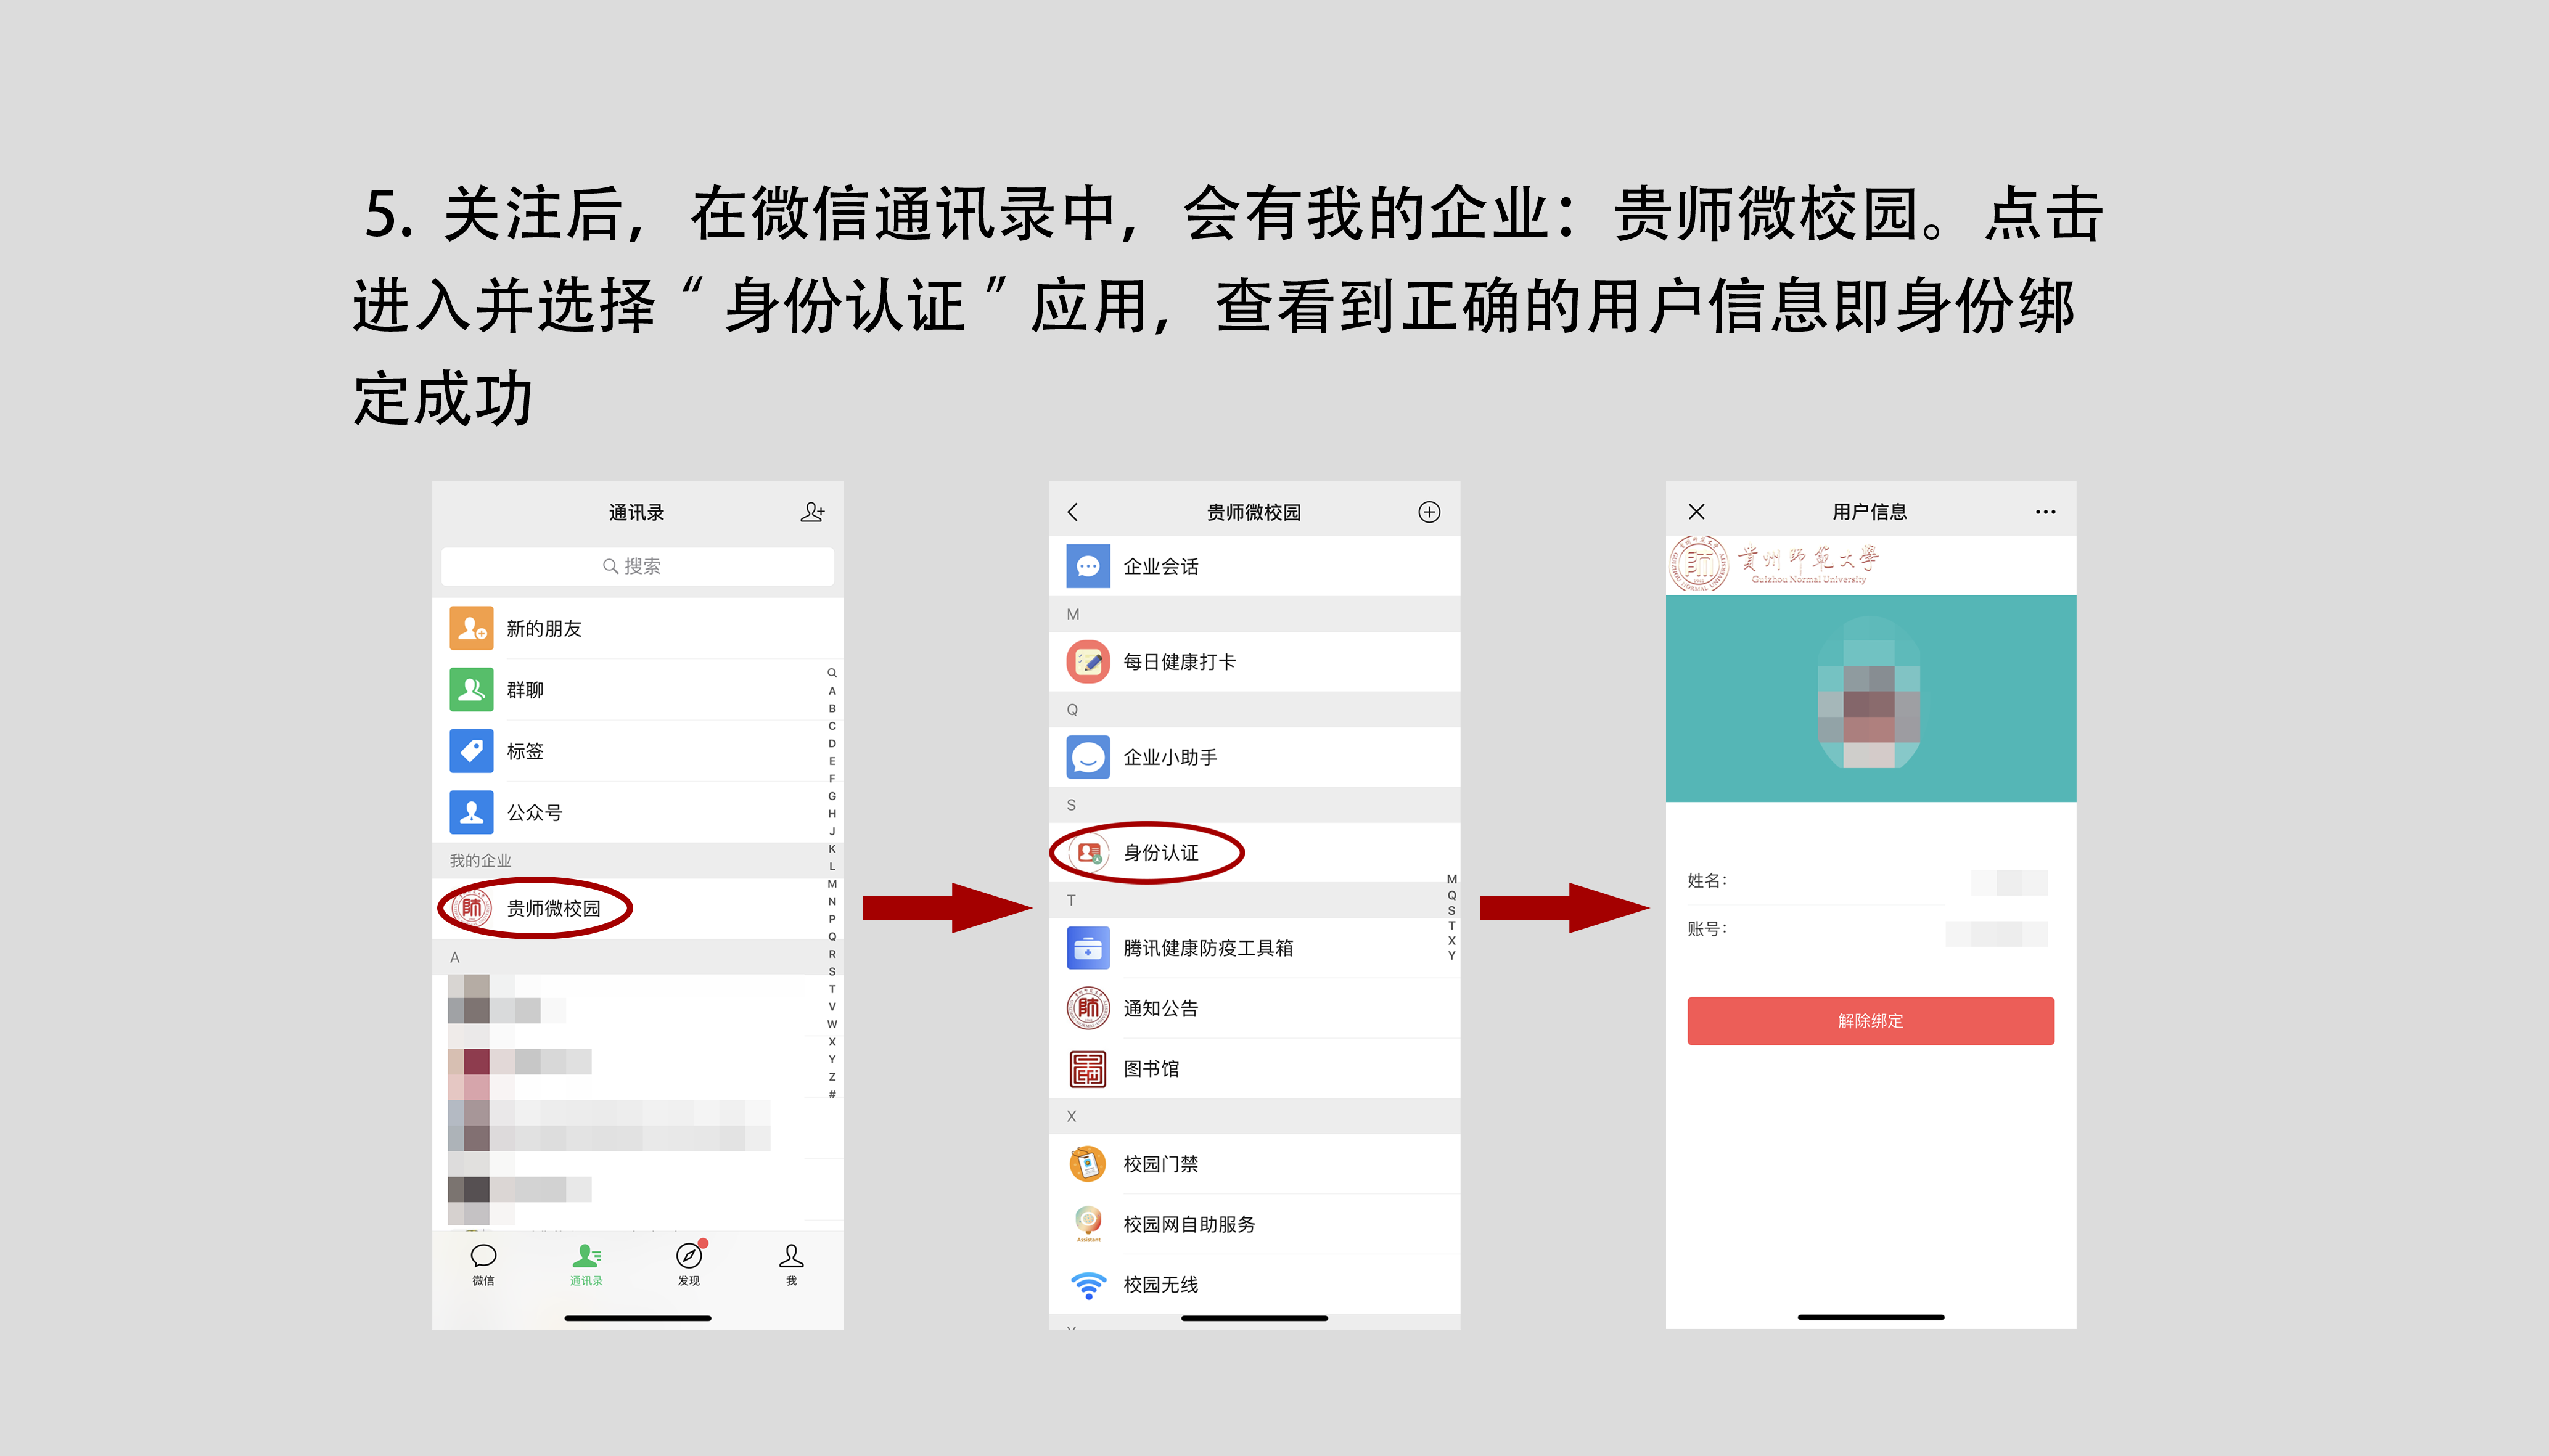 5. 关注后，在微信通讯录中，会有我的企业：贵师微校园。点击
进入并选择“身份认证”应用，查看到正确的用户信息即身份绑
定成功
通讯录
搜索
新的朋友
群聊
标签
公众号
我的企业
贵师微校园
A
Q
A
B
C
D
E
F
G
H
J
K
L
M
N
P
Q
R
S
T
V
W
X
Y
Z
#
微信
通讯录
发现
我
贵师微校园
企业会话
M
每日健康打卡
Q
企业小助手
S
身份认证
T
腾讯健康防疫工具箱
通知公告
图书馆
X
校园门禁
校园网自助服务
Assistant
校园无线
M
Q
S
T
X
Y
用户信息
貴州師範大學
Guizhou Normal University
姓名：
账号：
解除绑定